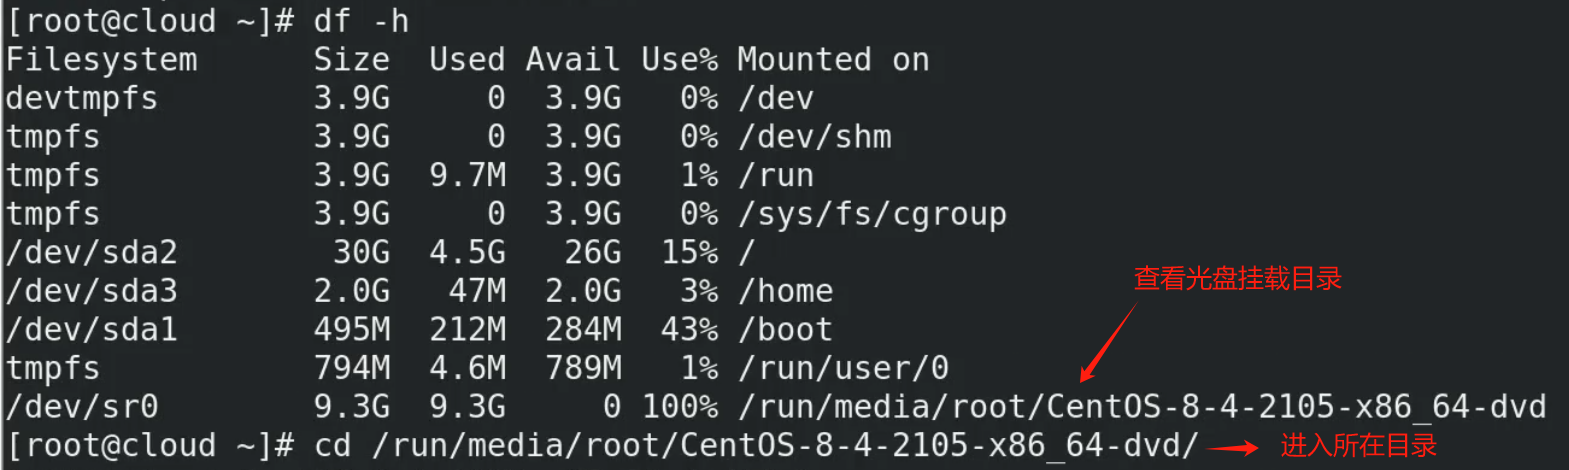 [root@cloud ~]# df -h
Filesystem      Size  Used Avail Use% Mounted on
devtmpfs        3.9G     0  3.9G   0% /dev
tmpfs           3.9G     0  3.9G   0% /dev/shm
tmpfs           3.9G  9.7M  3.9G   1% /run
tmpfs           3.9G     0  3.9G   0% /sys/fs/cgroup
/dev/sda2        30G  4.5G   26G  15% /
/dev/sda3       2.0G   47M  2.0G   3% /home
查看光盘挂载目录
/dev/sda1       495M  212M  284M  43% /boot
tmpfs           794M  4.6M  789M   1% /run/user/0
/dev/sr0        9.3G  9.3G     0 100% /run/media/root/CentOS-8-4-2105-x86_64-dvd
[root@cloud ~]# cd /run/media/root/CentOS-8-4-2105-x86_64-dvd/ 进入所在目录